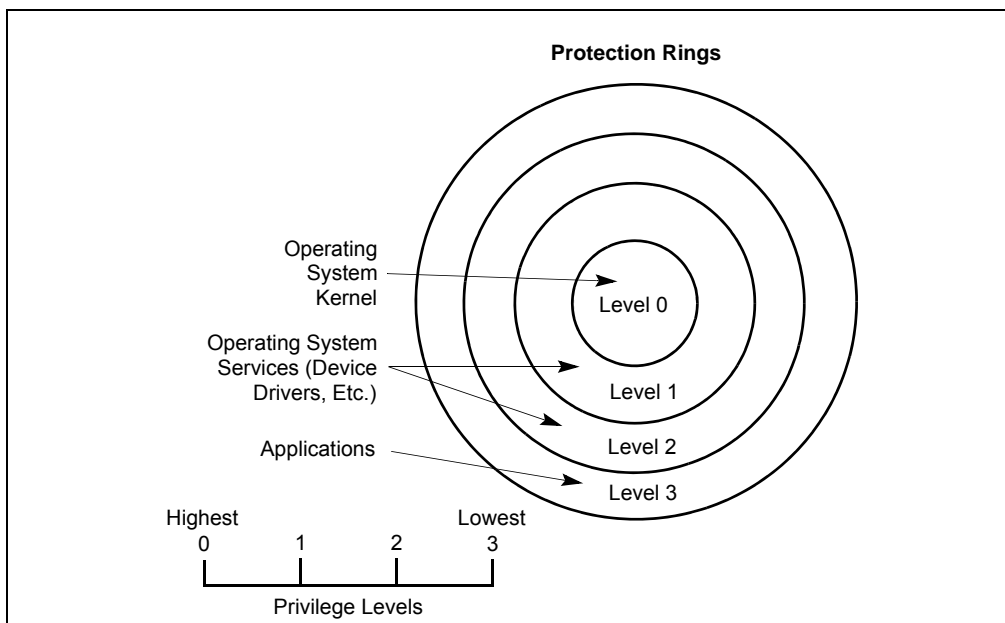 Protection Rings
Operating
System
Kernel
Level 0
Operating System
Services (Device
Drivers, Etc.)
Level 1
Level 2
Applications
Level 3
Highest
Lowest
0
1
2
3
Privilege Levels